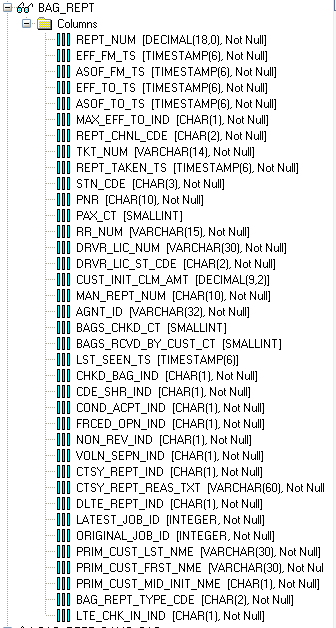 BAG_REPT
Columns
REPT_NUM [DECIMAL(18,0), Not Null]
EFF_FM_TS [TIMESTAMP(6), Not Null]
ASOF_FM_TS [TIMESTAMP(6), Not Null]
EFF_TO_TS [TIMESTAMP(6), Not Null]
ASOF_TO_TS [TIMESTAMP(6), Not Null]
MAX_EFF_TO_IND [CHAR(1), Not Null]
REPT_CHNL_CDE [CHAR(2), Not Null]
TKT_NUM [VARCHAR(14), Not Null]
REPT_TAKEN_TS [TIMESTAMP(6), Not Null]
STN_CDE [CHAR(3), Not Null]
PNR [CHAR(10), Not Null]
PAX_CT [SMALLINT]
RR_NUM [VARCHAR(15), Not Null]
DRVR_LIC_NUM [VARCHAR(30), Not Null]
DRVR_LIC_ST_CDE [CHAR(2), Not Null]
CUST_INIT_CLM_AMT [DECIMAL(9,2)]
MAN_REPT_NUM [CHAR(10), Not Null]
AGNT_ID [VARCHAR(32), Not Null]
BAGS_CHKD_CT [SMALLINT]
BAGS_RCVD_BY_CUST_CT [SMALLINT]
LST_SEEN_TS [TIMESTAMP(6)]
CHKD_BAG_IND [CHAR(1), Not Null]
CDE_SHR_IND [CHAR(1), Not Null]
COND_ACPT_IND [CHAR(1), Not Null]
FRCED_OPN_IND [CHAR(1), Not Null]
NON_REV_IND [CHAR(1), Not Null]
VOLN_SEPN_IND [CHAR(1), Not Null]
CTSY_REPT_IND [CHAR(1), Not Null]
CTSY_REPT_REAS_TXT [VARCHAR(60), Not Null
DLTE_REPT_IND [CHAR(1), Not Null]
LATEST_JOB_ID [INTEGER, Not Null]
ORIGINAL_JOB_ID [INTEGER, Not Null]
PRIM_CUST_LST_NME [VARCHAR(30), Not Null]
PRIM_CUST_FRST_NME [VARCHAR(30), Not Null
PRIM_CUST_MID_INIT_NME [CHAR(1), Not Null]
BAG_REPT_TYPE_CDE [CHAR(2), Not Null]
LTE_CHK_IN_IND [CHAR(1), Not Null]